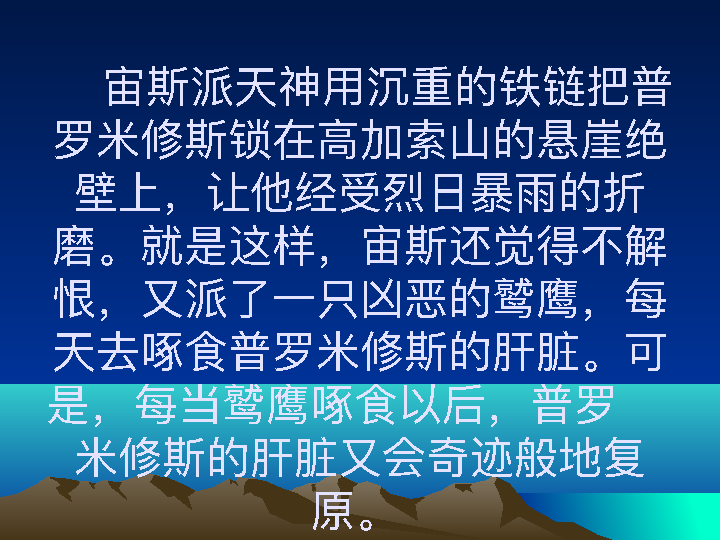 宙斯派天神用沉重的铁链把普
罗米修斯锁在高加索山的悬崖绝
壁上，让他经受烈日暴雨的折
磨。就是这样，宙斯还觉得不解
恨，又派了一只凶恶的鹫鹰，每
天去啄食普罗米修斯的肝脏。可
是，每当鹫鹰啄食以后，普罗
米修斯的肝脏又会奇迹般地复
原。